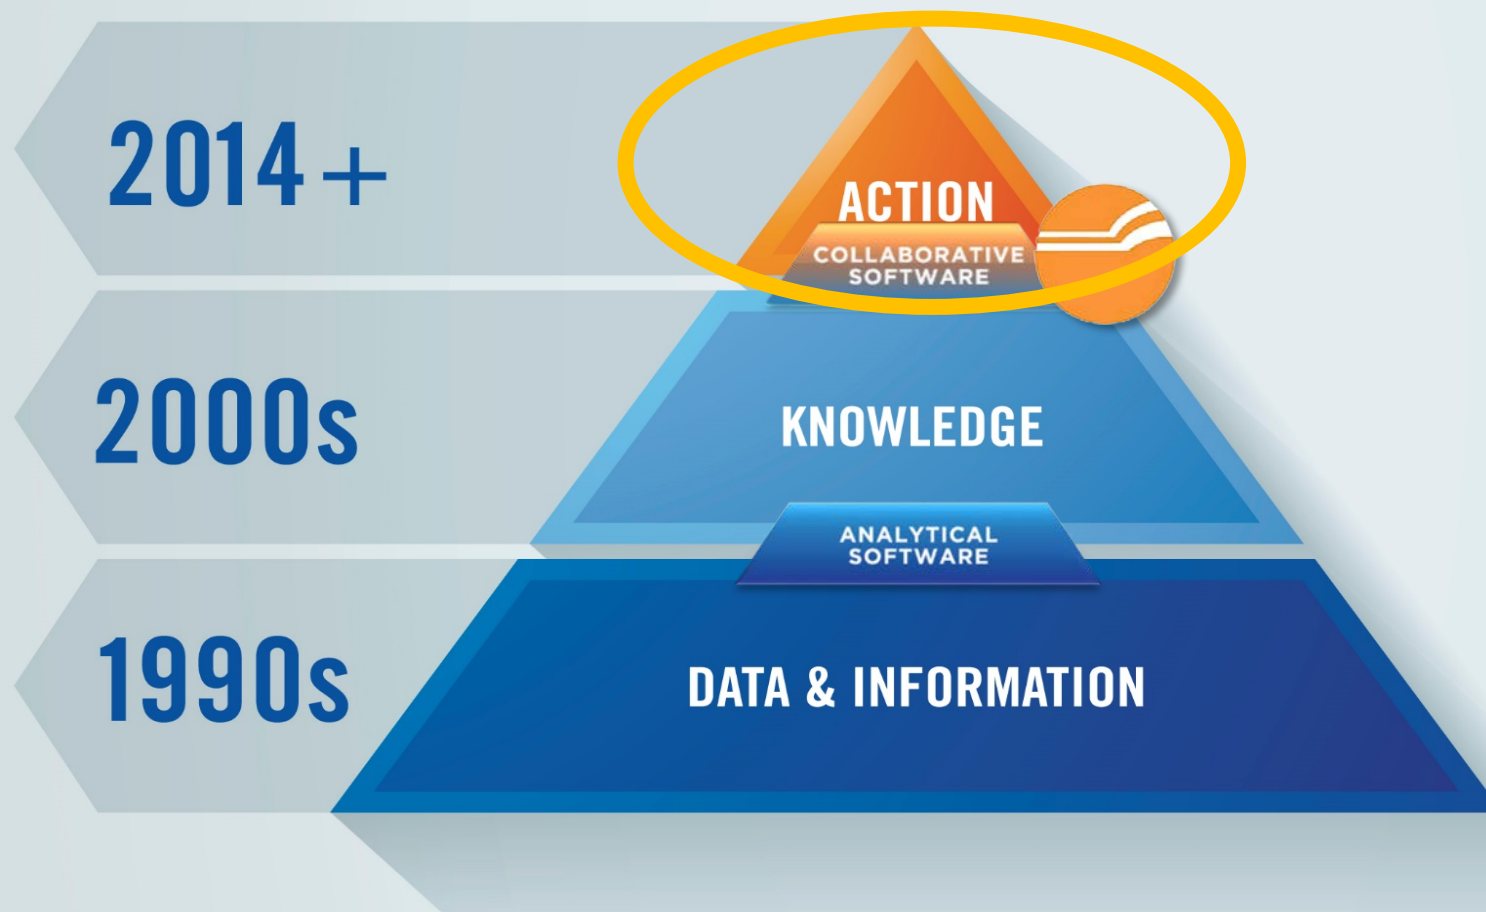 2014+
ACTION
COLLABORATIVE
SOFTWARE
2000s
KNOWLEDGE
ANALYTICAL
SOFTWARE
1990s
DATA & INFORMATION